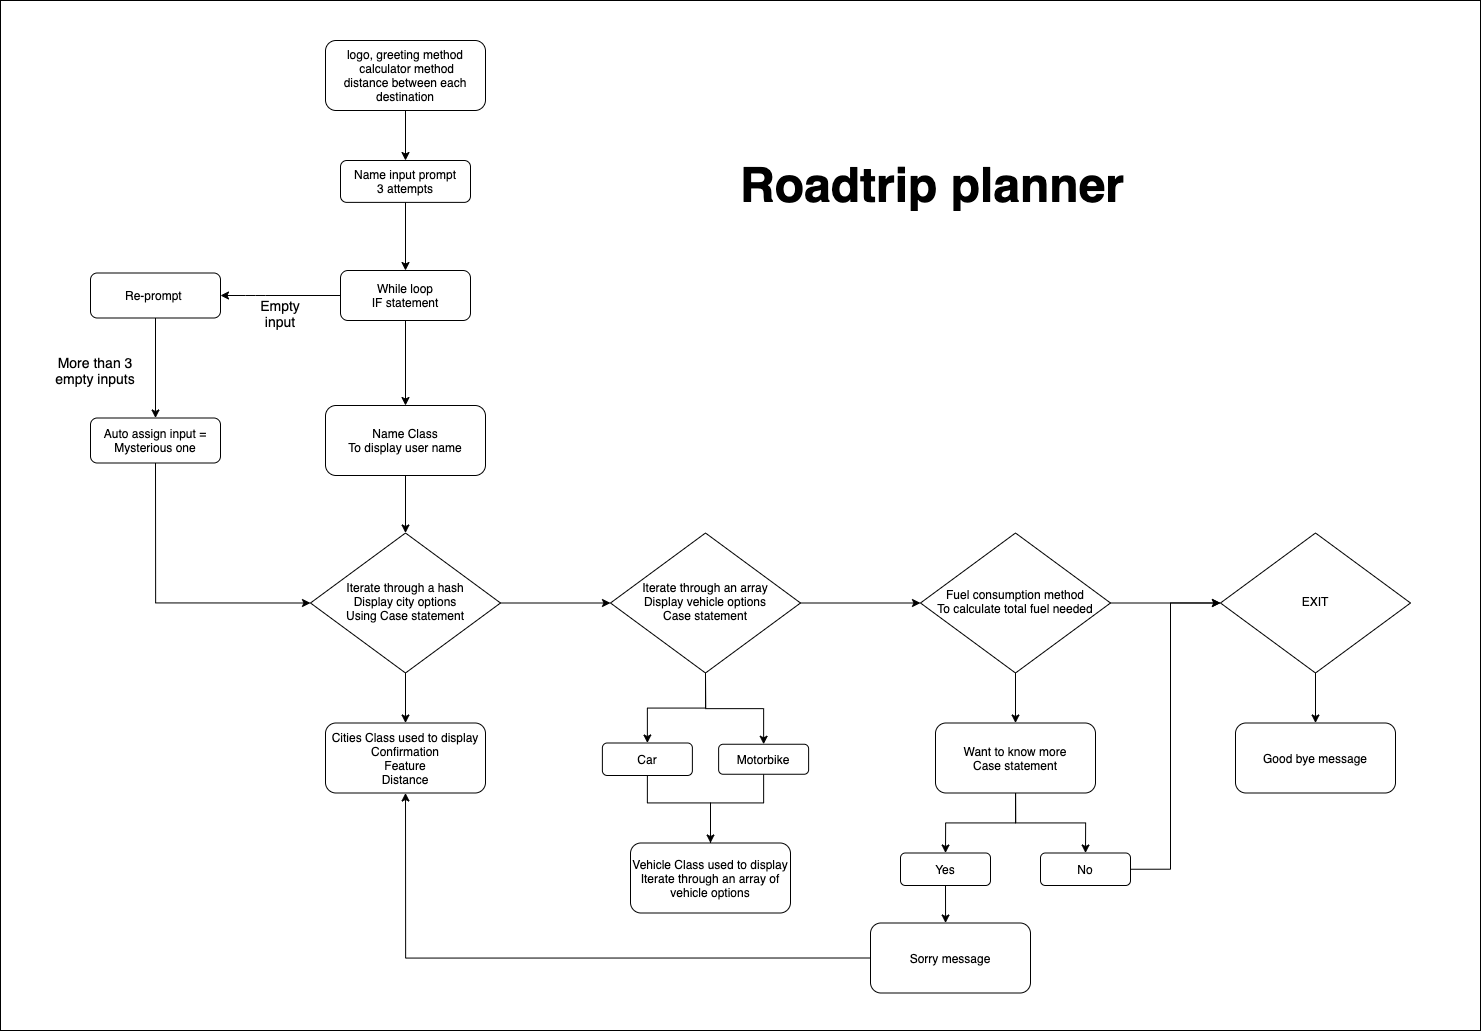 logo, greeting method
calculator method
distance between each
destination
Name input prompt
3 attempts
Roadtrip planner
Re-prompt
Empty
input
While loop
IF statement
More than 3
empty inputs
Auto assign input =
Mysterious one
Name Class
To display user name
Iterate through a hash
Display city options
Using Case statement
Iterate through an array
Display vehicle options
Case statement
Fuel consumption method
To calculate total fuel needed
EXIT
Cities Class used to display
Confirmation
Feature
Distance
Car
Motorbike
Want to know more
Case statement
Good bye message
Vehicle Class used to display
Iterate through an array of
vehicle options
Yes
No
Sorry message